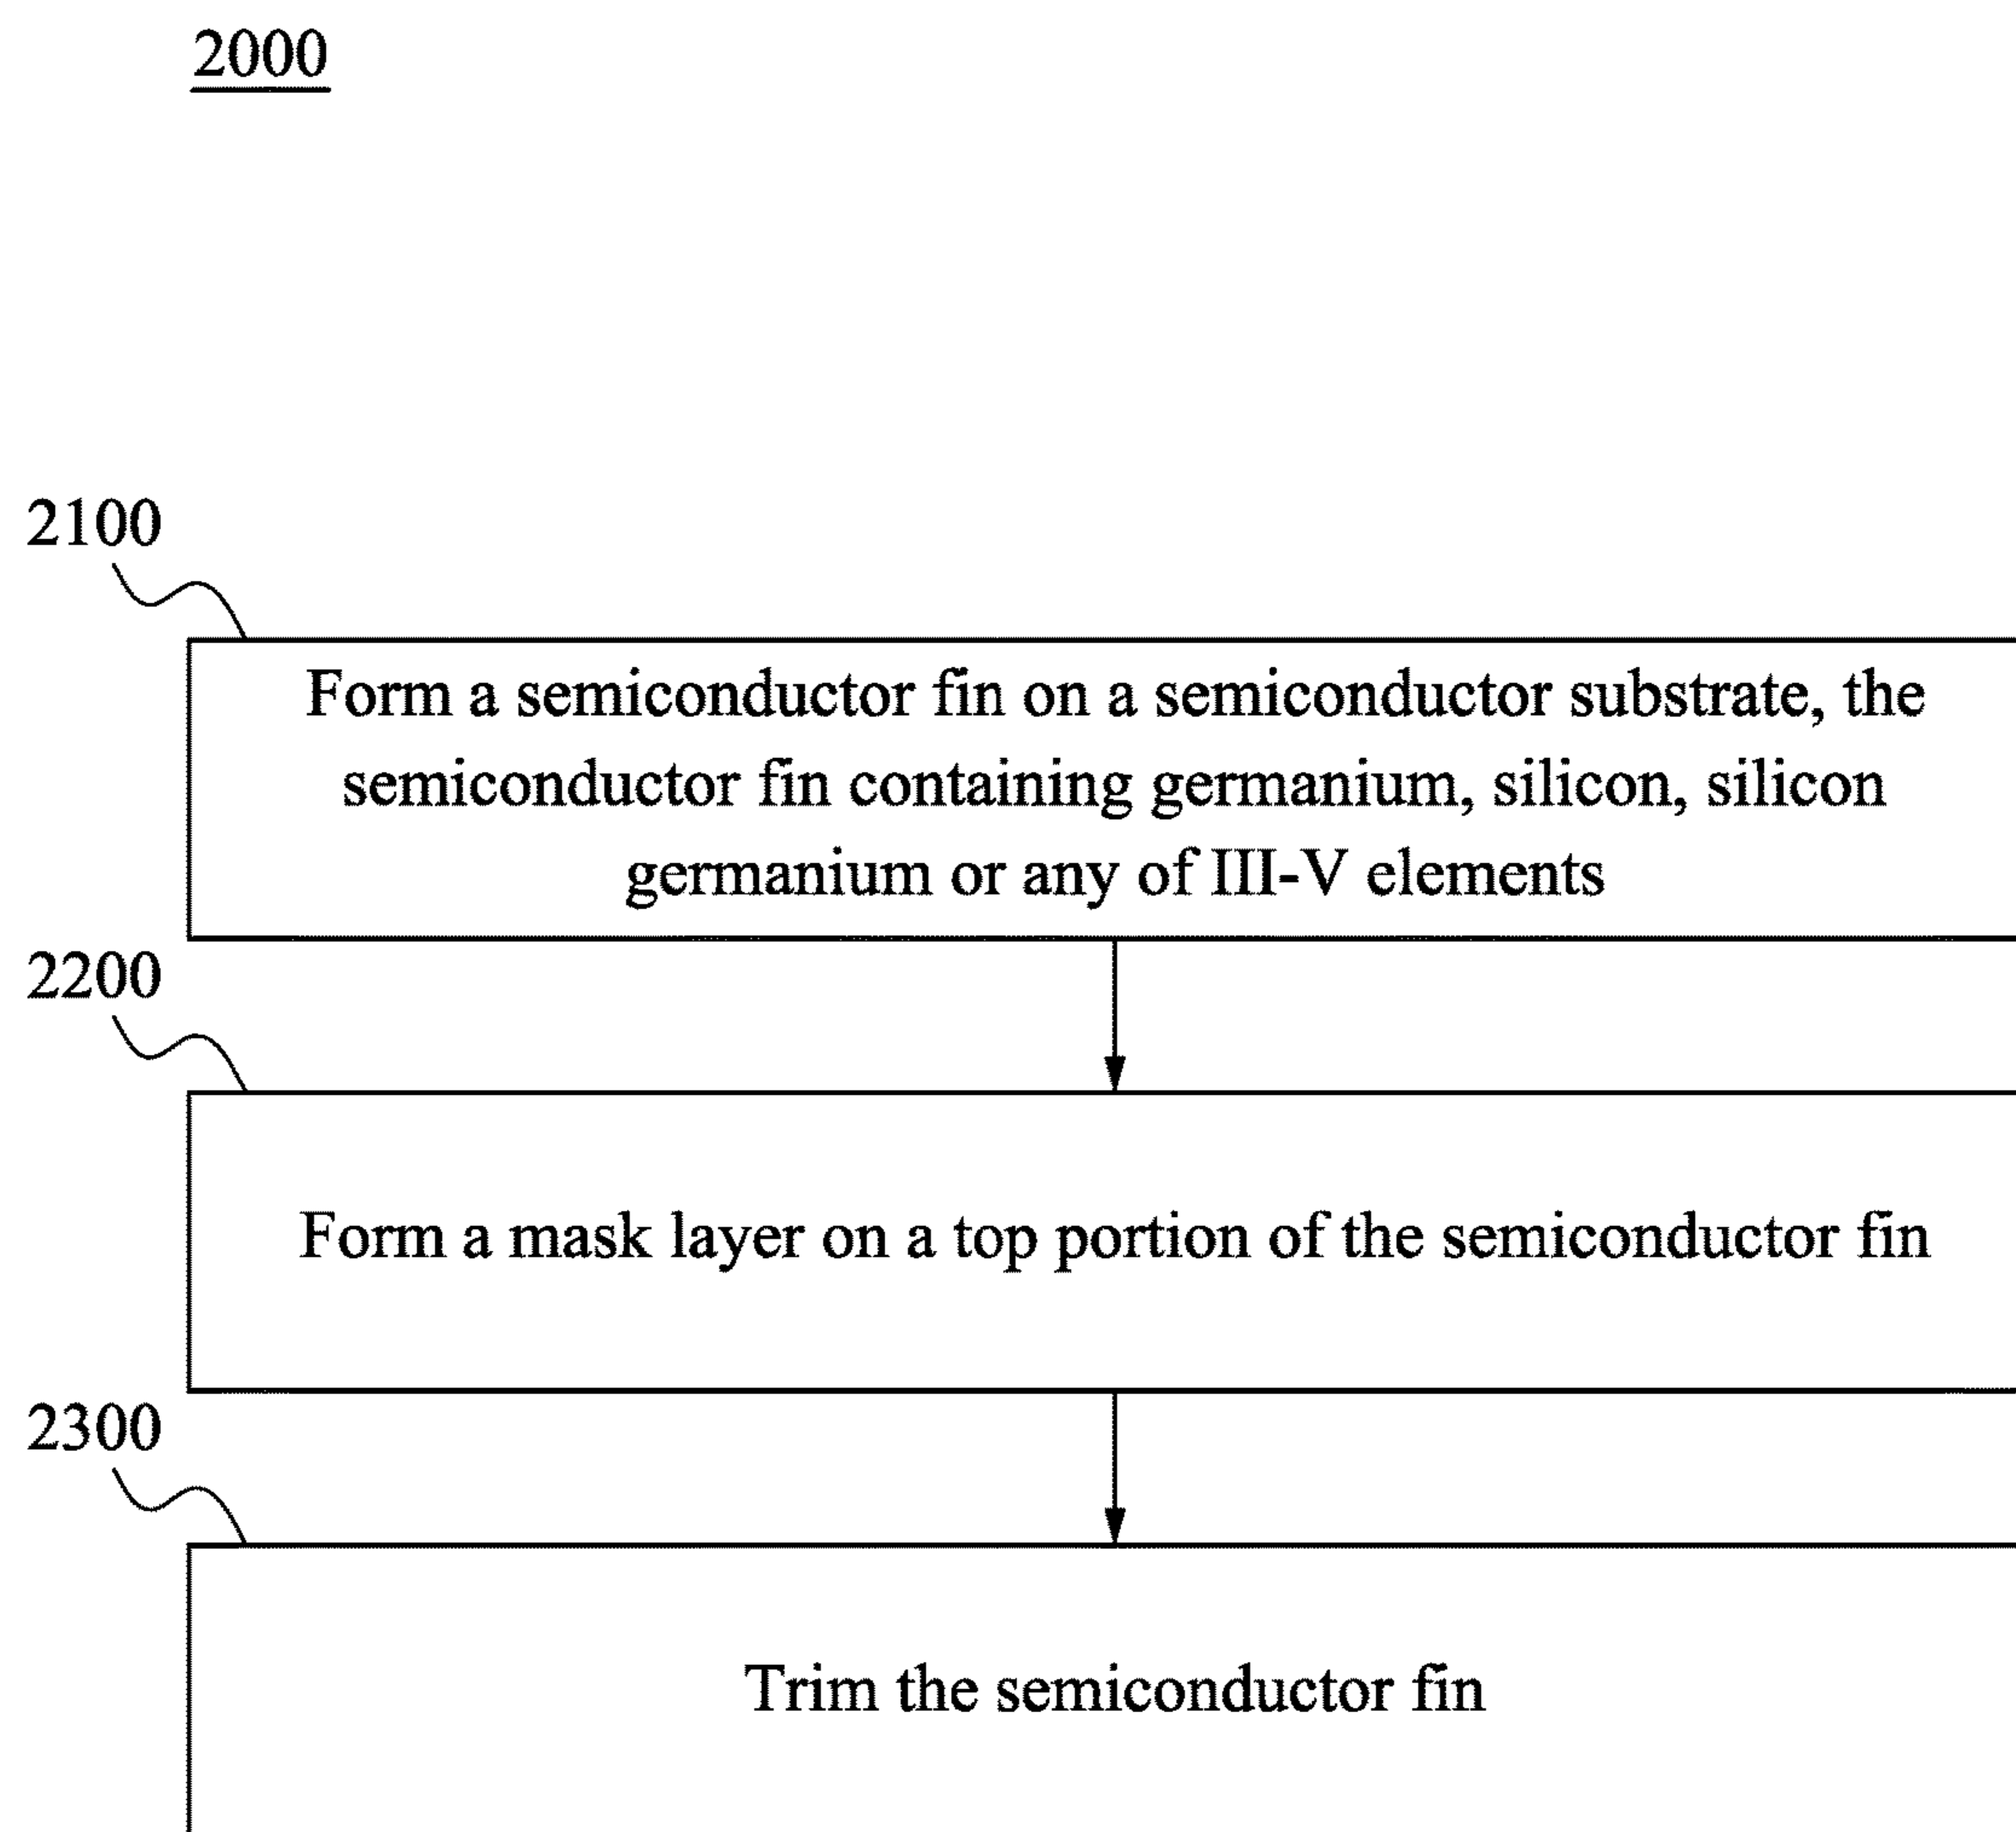 2000
2100
Form a semiconductor fin on a semiconductor substrate, the
semiconductor fin containing germanium, silicon, silicon
germanium or any of III-V elements
2200
Form a mask layer on a top portion of the semiconductor fin
2300
Trim the semiconductor fin